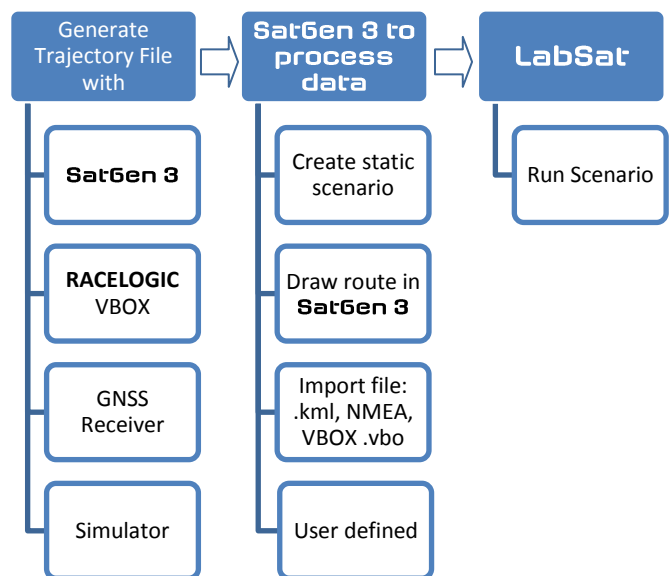 Generate
Trajectory File
with
SatGen 3
RACELOGIC
VBOX
GNSS
Receiver
Simulator
SatGen 3 to
process
data
Create static
scenario
Draw route in
SatGen 3
Import file:
.kml, NMEA,
VBOX .vbo
User defined
LabSat
Run Scenario